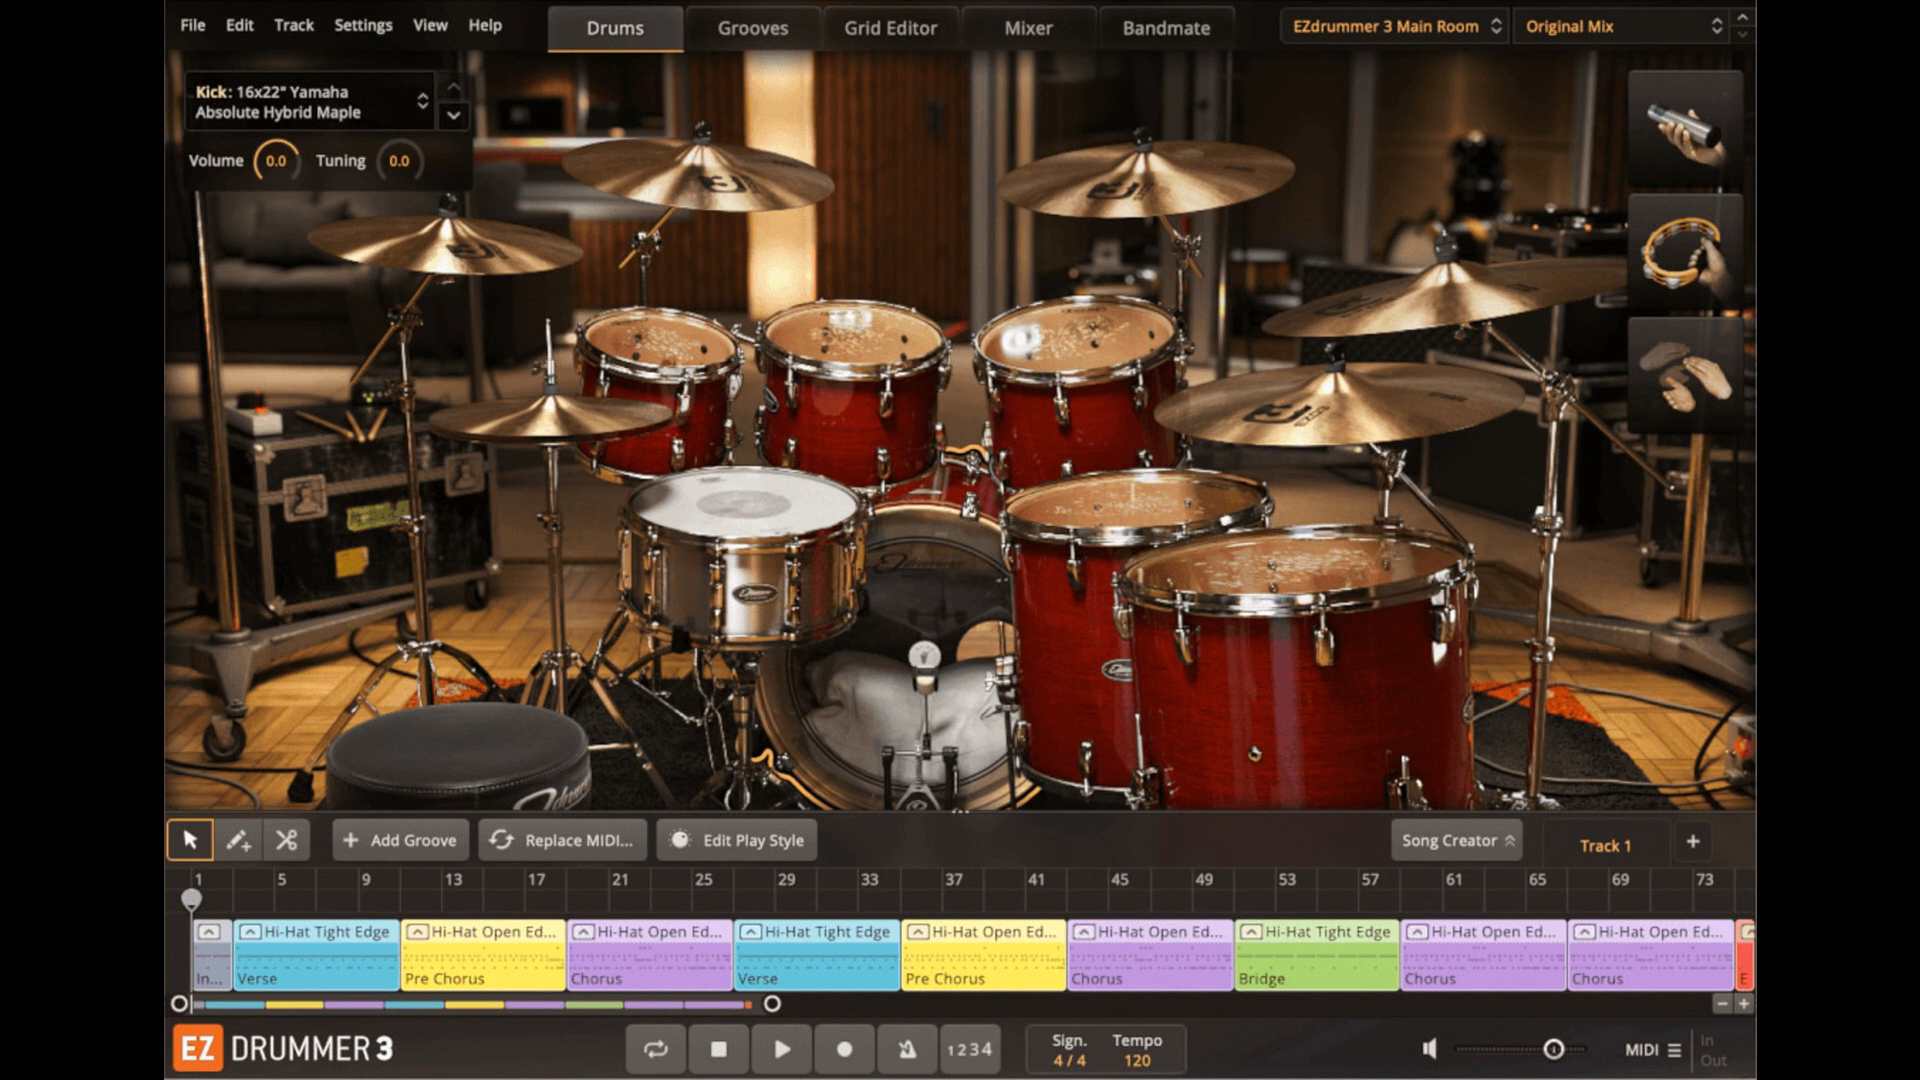 File Edit Track Settings View Help
Drums Grooves Grid Editor Mixer Bandmate
EZdrummer 3 Main Room Original Mix
Kick: 16x22" Yamaha
Absolute Hybrid Maple
Volume 0.0 Tuning 0.0
Add Groove Replace MIDI... Edit Play Style Song Creator Track 1
1 5 9 13 17 21 25 29 33 37 41 45 49 53 57 61 65 69 73
Hi-Hat Tight Edge Hi-Hat Open Ed... Hi-Hat Open Ed... Hi-Hat Tight Edge Hi-Hat Open Ed... Hi-Hat Open Ed... Hi-Hat Tight Edge Hi-Hat Open Ed... Hi-Hat Open Ed...
In... Verse Pre Chorus Chorus Verse Pre Chorus Chorus Bridge Chorus Chorus E
EZ DRUMMER 3
1 2 3 4
Sign. Tempo
4 / 4 120
MIDI
In
Out